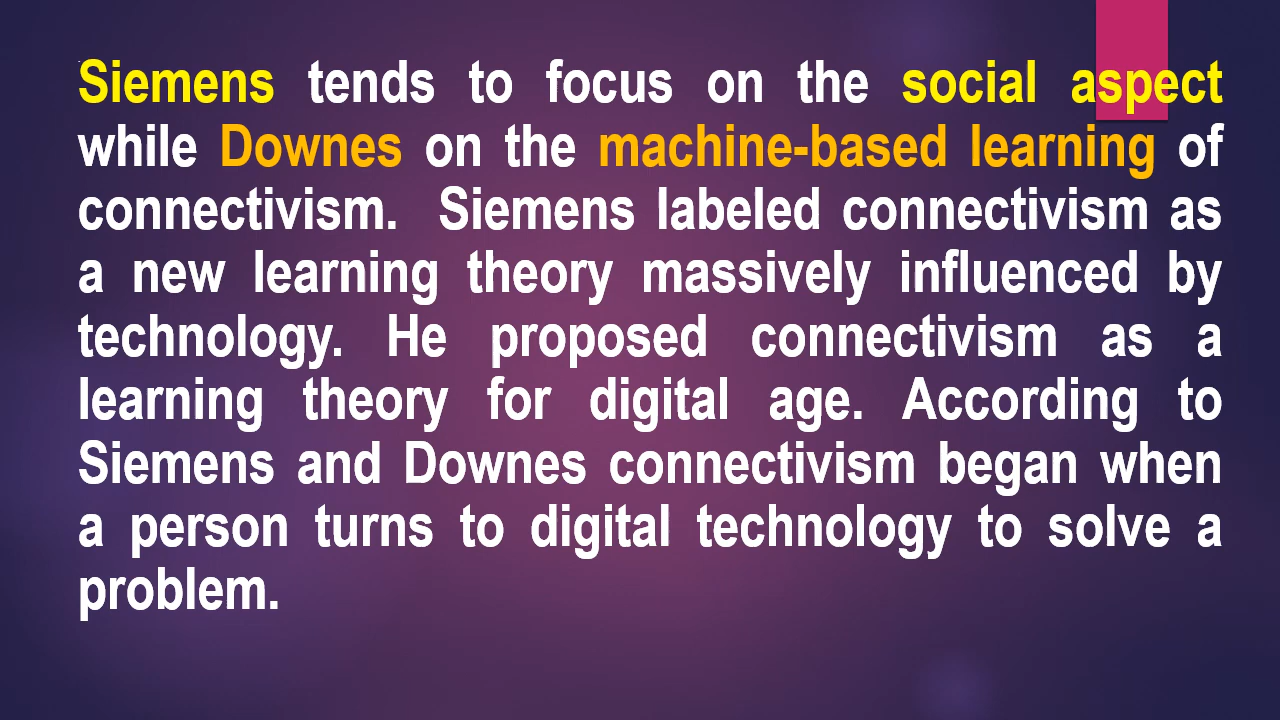 Siemens tends to focus on the social aspect
while Downes on the machine-based learning of
connectivism. Siemens labeled connectivism as
a new learning theory massively influenced by
technology. He proposed connectivism as a
learning theory for digital age. According to
Siemens and Downes connectivism began when
a person turns to digital technology to solve a
problem.